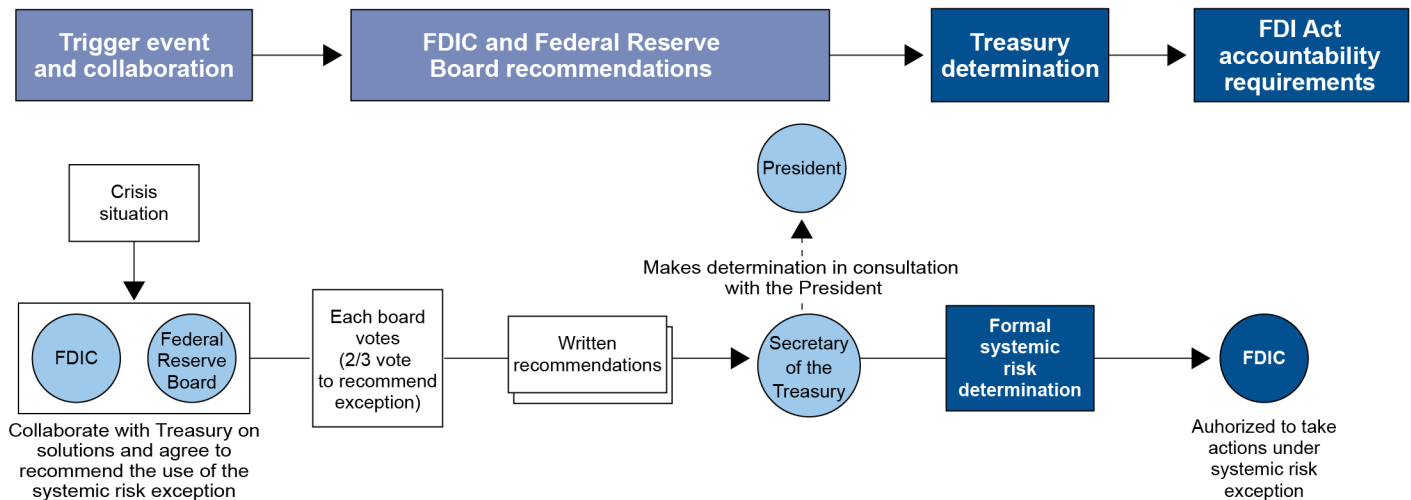 Trigger event
and collaboration
FDIC and Federal Reserve
Board recommendations
Treasury
determination
FDI Act
accountability
requirements
President
Crisis
situation
Makes determination in consultation
with the President
FDIC
Federal
Reserve
Board
Each board
votes
(2/3 vote
to recommend
exception)
Written
recommendations
Secretary
of the
Treasury
Formal
systemic
risk
determination
FDIC
Collaborate with Treasury on
solutions and agree to
recommend the use of the
systemic risk exception
Auhorized to take
actions under
systemic risk
exception